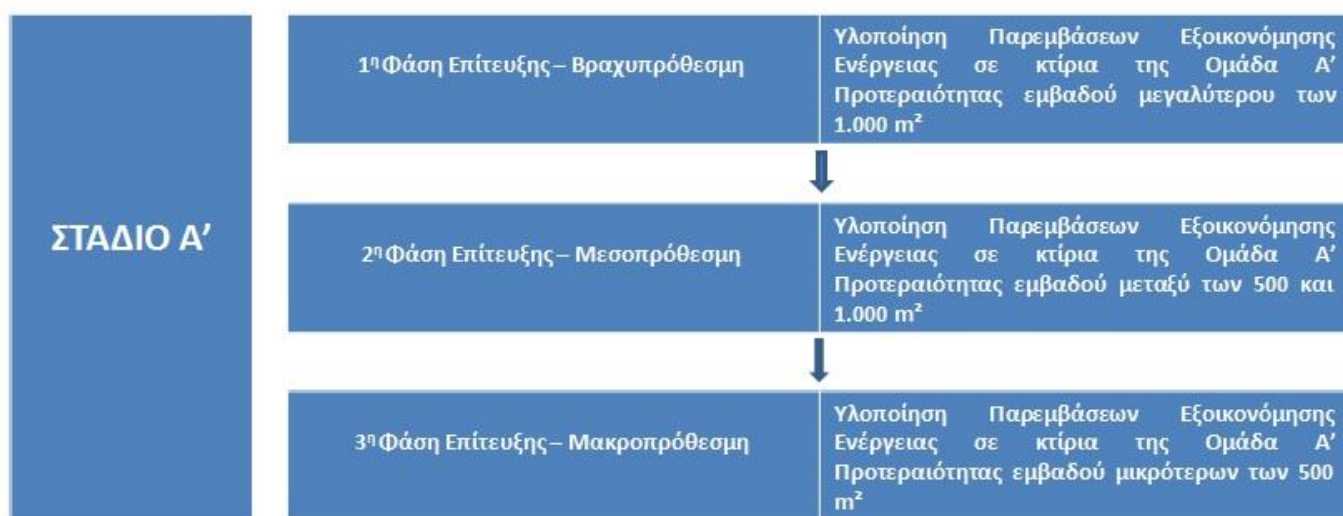 ΣΤΑΔΙΟ Α’
1η Φάση Επίτευξης – Βραχυπρόθεσμη
Υλοποίηση Παρεμβάσεων Εξοικονόμησης
Ενέργειας σε κτίρια της Ομάδα Α’
Προτεραιότητας εμβαδού μεγαλύτερου των
1.000 m²
2η Φάση Επίτευξης – Μεσοπρόθεσμη
Υλοποίηση Παρεμβάσεων Εξοικονόμησης
Ενέργειας σε κτίρια της Ομάδα Α’
Προτεραιότητας εμβαδού μεταξύ των 500 και
1.000 m²
3η Φάση Επίτευξης – Μακροπρόθεσμη
Υλοποίηση Παρεμβάσεων Εξοικονόμησης
Ενέργειας σε κτίρια της Ομάδα Α’
Προτεραιότητας εμβαδού μικρότερων των 500
m²